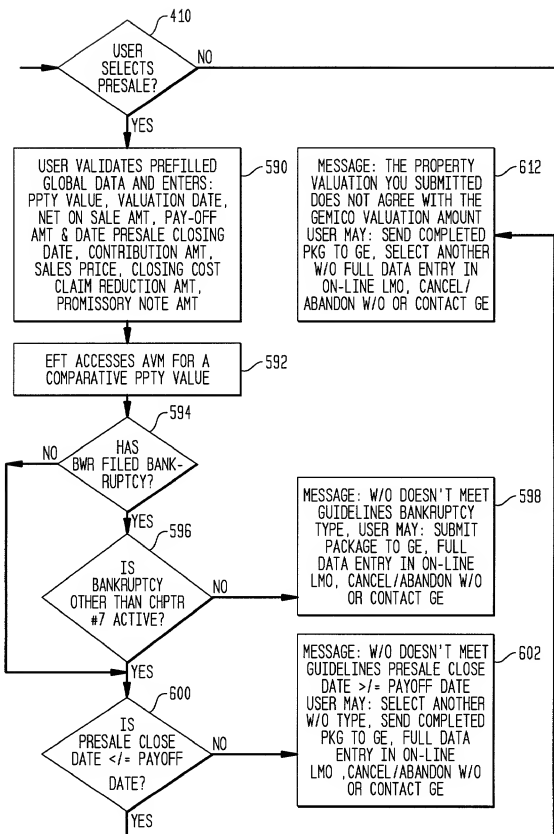 410
USER
SELECTS
PRESALE?
NO
YES
USER VALIDATES PREFILLED
GLOBAL DATA AND ENTERS:
PPTY VALUE, VALUATION DATE,
NET ON SALE AMT, PAY-OFF
AMT & DATE PRESALE CLOSING
DATE, CONTRIBUTION AMT,
SALES PRICE, CLOSING COST
CLAIM REDUCTION AMT,
PROMISSORY NOTE AMT
590
MESSAGE: THE PROPERTY
VALUATION YOU SUBMITTED
DOES NOT AGREE WITH THE
GEMICO VALUATION AMOUNT
USER MAY: SEND COMPLETED
PKG TO GE, SELECT ANOTHER
W/O FULL DATA ENTRY IN
ON-LINE LMO, CANCEL/
ABANDON W/O OR CONTACT GE
612
EFT ACCESSES AVM FOR A
COMPARATIVE PPTY VALUE
592
594
HAS
BWR FILED BANK-
RUPTCY?
NO
YES
596
IS
BANKRUPTCY
OTHER THAN CHPTR
#7 ACTIVE?
NO
YES
MESSAGE: W/O DOESN'T MEET
GUIDELINES BANKRUPTCY
TYPE, USER MAY: SUBMIT
PACKAGE TO GE, FULL
DATA ENTRY IN ON-LINE
LMO, CANCEL/ABANDON W/O
OR CONTACT GE
598
600
IS
PRESALE CLOSE
DATE </= PAYOFF
DATE?
NO
YES
MESSAGE: W/O DOESN'T MEET
GUIDELINES PRESALE CLOSE
DATE >/= PAYOFF DATE
USER MAY: SELECT ANOTHER
W/O TYPE, SEND COMPLETED
PKG TO GE, FULL DATA
ENTRY IN ON-LINE
LMO ,CANCEL/ABANDON W/O
OR CONTACT GE
602